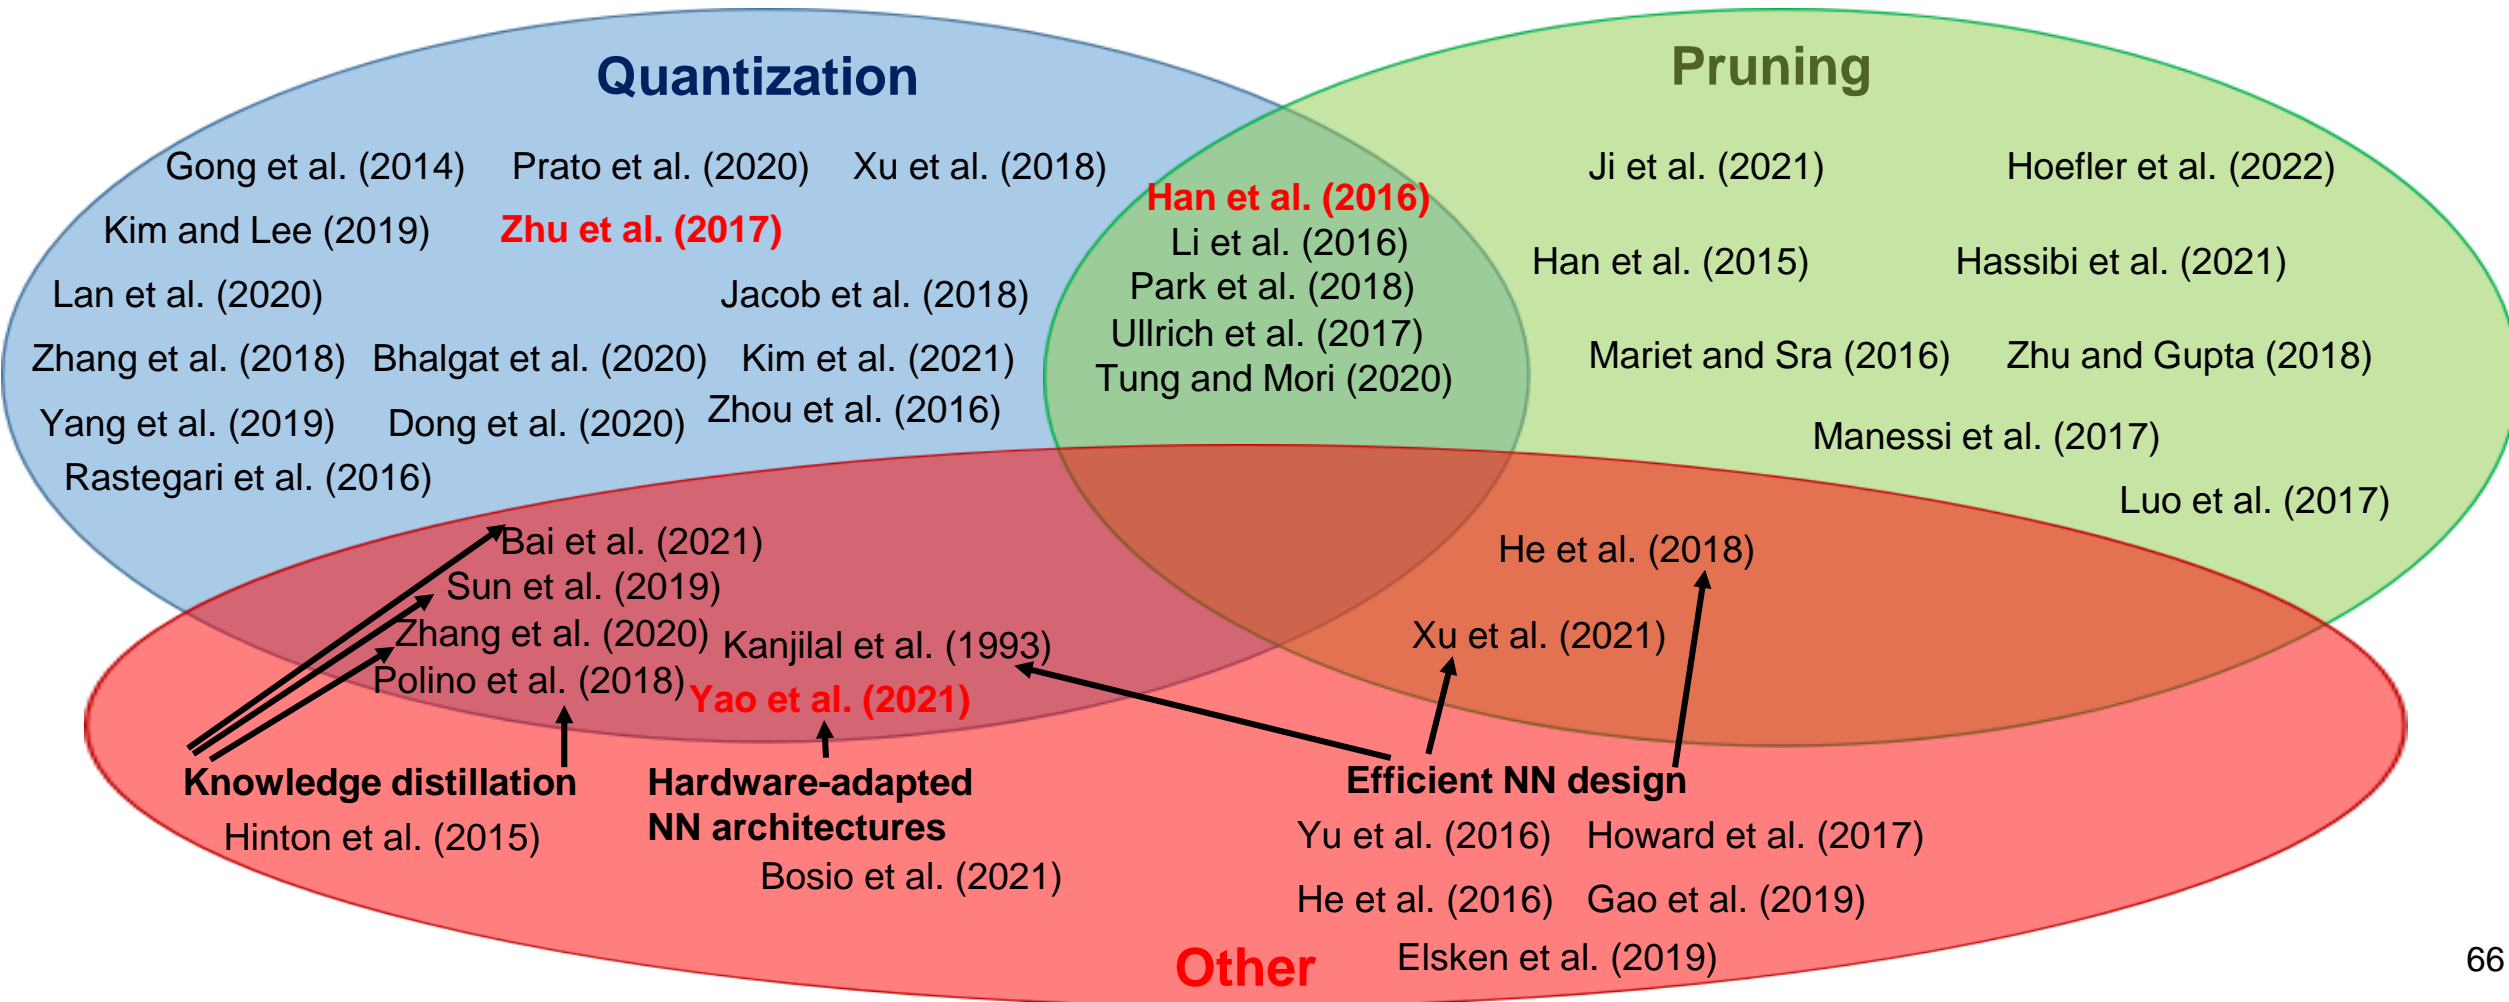 Quantization
Pruning
Gong et al. (2014)
Prato et al. (2020)
Xu et al. (2018)
Kim and Lee (2019)
Zhu et al. (2017)
Lan et al. (2020)
Jacob et al. (2018)
Zhang et al. (2018)
Bhalgat et al. (2020)
Kim et al. (2021)
Yang et al. (2019)
Dong et al. (2020)
Zhou et al. (2016)
Rastegari et al. (2016)
Han et al. (2016)
Li et al. (2016)
Park et al. (2018)
Ullrich et al. (2017)
Tung and Mori (2020)
Ji et al. (2021)
Hoefler et al. (2022)
Han et al. (2015)
Hassibi et al. (2021)
Mariet and Sra (2016)
Zhu and Gupta (2018)
Manessi et al. (2017)
Luo et al. (2017)
Bai et al. (2021)
Sun et al. (2019)
Zhang et al. (2020)
Polino et al. (2018)
Kanjilal et al. (1993)
Yao et al. (2021)
He et al. (2018)
Xu et al. (2021)
Knowledge distillation
Hinton et al. (2015)
Hardware-adapted
NN architectures
Bosio et al. (2021)
Efficient NN design
Yu et al. (2016)
Howard et al. (2017)
He et al. (2016)
Gao et al. (2019)
Elsken et al. (2019)
Other
66